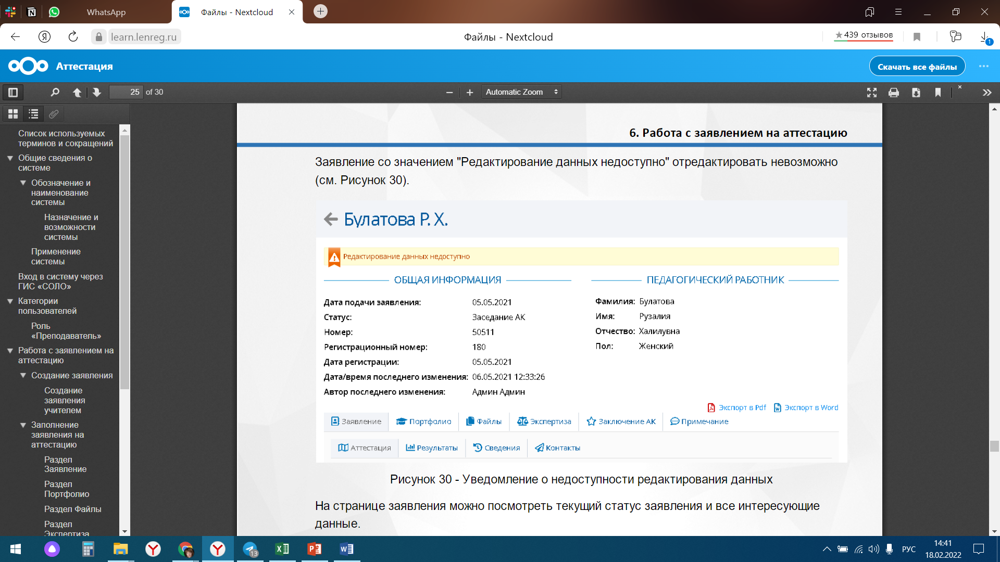 WhatsApp
Файлы - Nextcloud
learn.lenreg.ru
Файлы - Nextcloud
439 отзывов
1
Аттестация
Скачать все файлы
25 of 30
Automatic Zoom
Список используемых
терминов и сокращений
Общие сведения о
системе
Обозначение и
наименование
системы
Назначение и
возможности
системы
Применение
системы
Вход в систему через
ГИС «СОЛО»
Категории
пользователей
Роль
«Преподаватель»
Работа с заявлением на
аттестацию
Создание заявления
Создание
заявления
учителем
Заполнение
заявления на
аттестацию
Раздел
Заявление
Раздел
Портфолио
Раздел Файлы
Раздел
Экспертиза
6. Работа с заявлением на аттестацию
Заявление со значением "Редактирование данных недоступно" отредактировать невозможно
(см. Рисунок 30).
Булатова Р. Х.
Редактирование данных недоступно
ОБЩАЯ ИНФОРМАЦИЯ
Дата подачи заявления: 05.05.2021
Статус: Заседание АК
Номер: 50511
Регистрационный номер: 180
Дата регистрации: 05.05.2021
Дата/время последнего изменения: 06.05.2021 12:33:26
Автор последнего изменения: Админ Админ
ПЕДАГОГИЧЕСКИЙ РАБОТНИК
Фамилия: Булатова
Имя: Рузалия
Отчество: Халилувна
Пол: Женский
Экспорт в Pdf Экспорт в Word
Заявление Портфолио Файлы Экспертиза Заключение АК Примечание
Аттестация Результаты Сведения Контакты
Рисунок 30 - Уведомление о недоступности редактирования данных
На странице заявления можно посмотреть текущий статус заявления и все интересующие
данные.
13
РУС
14:41
18.02.2022